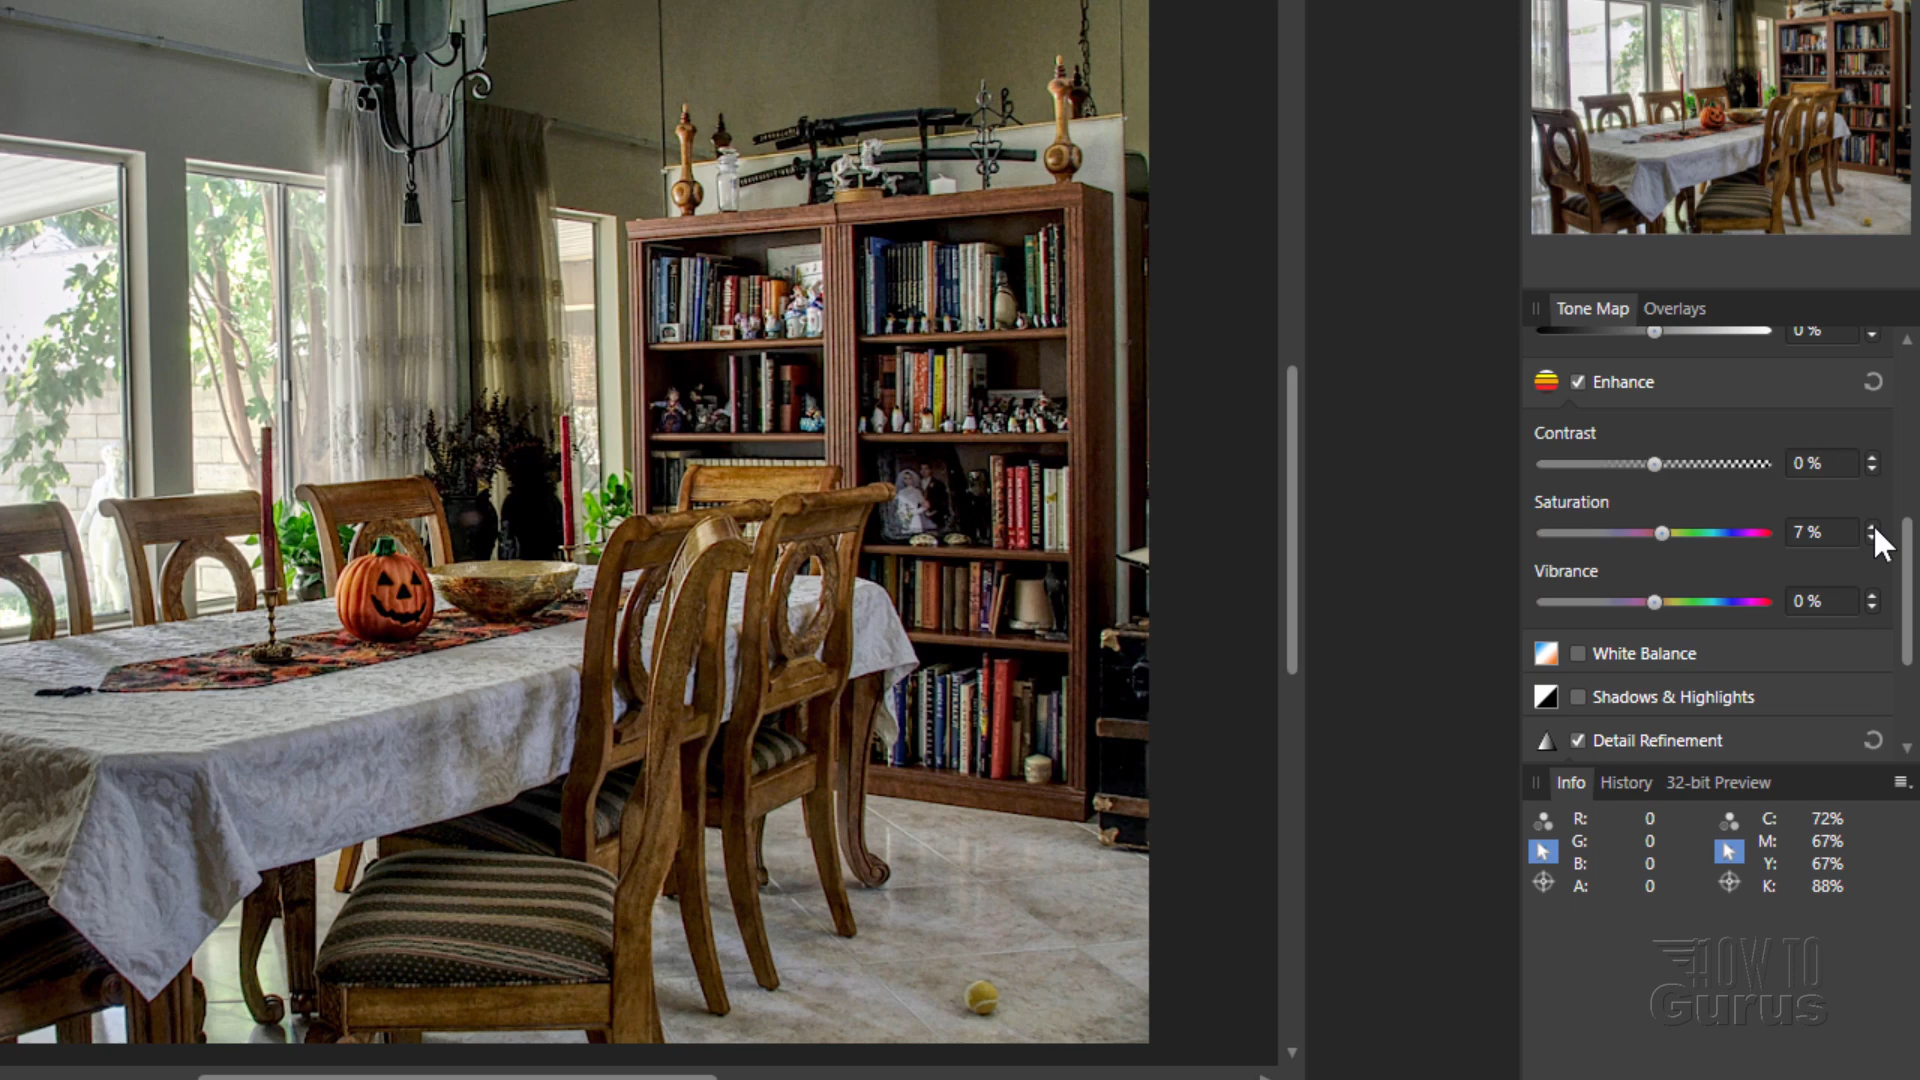 Tone Map Overlays
0 %
Enhance
Contrast
0 %
Saturation
7 %
Vibrance
0 %
White Balance
Shadows & Highlights
Detail Refinement
Info History 32-bit Preview
R: 0 C: 72%
G: 0 M: 67%
B: 0 Y: 67%
A: 0 K: 88%
HOW TO
Gurus